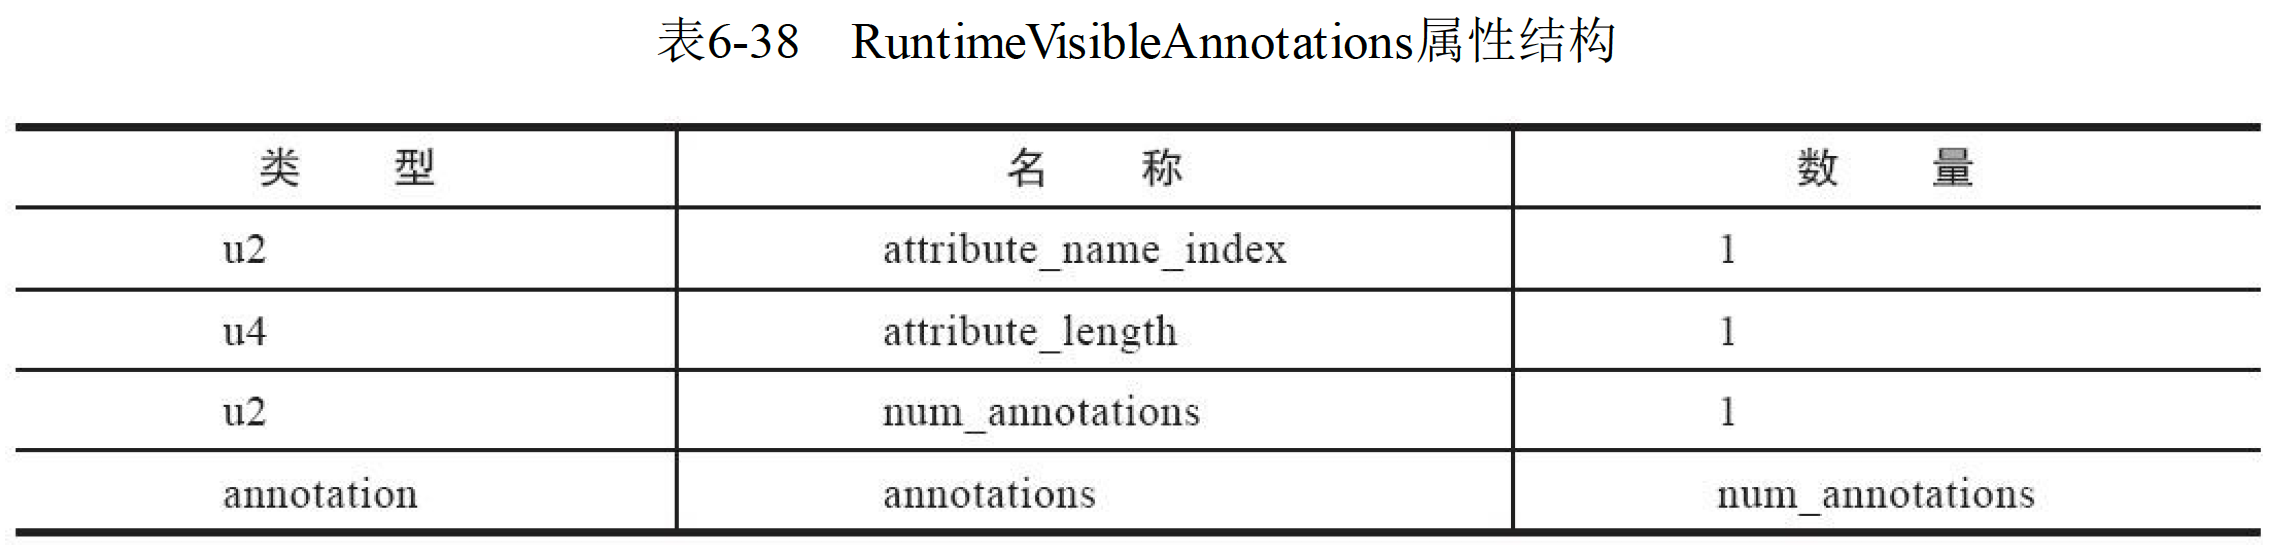 表6-38 RuntimeVisibleAnnotations属性结构
类 型 名 称 数 量
u2 attribute_name_index 1
u4 attribute_length 1
u2 num_annotations 1
annotation annotations num_annotations